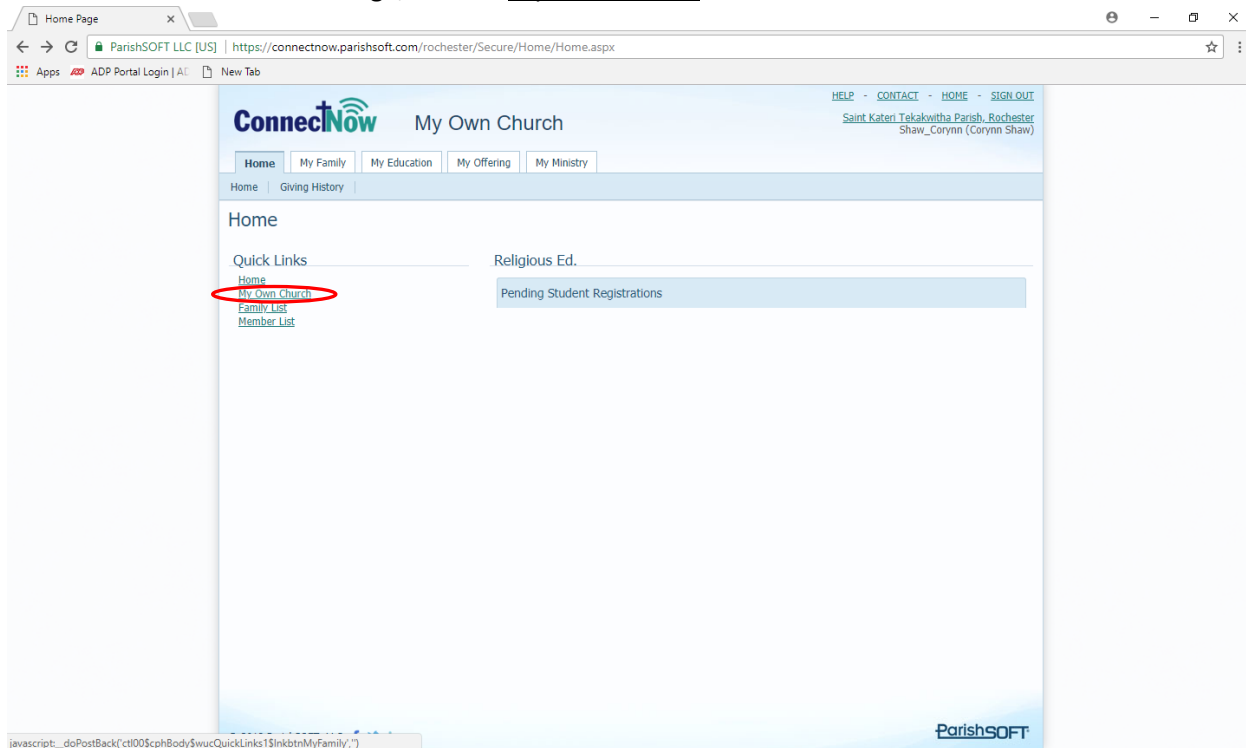 Home Page
ParishSOFT LLC [US] | https://connectnow.parishsoft.com/rochester/Secure/Home/Home.aspx
Apps ADP Portal Login | AD New Tab
HELP - CONTACT - HOME - SIGN OUT
ConnectNow My Own Church
Saint Kateri Tekakwitha Parish, Rochester
Shaw_Corynn (Corynn Shaw)
Home My Family My Education My Offering My Ministry
Home | Giving History |
Home
Quick Links Religious Ed.
Home
My Own Church Pending Student Registrations
Family List
Member List
ParishSOFT
javascript:__doPostBack('ctl00$cphBody$wucQuickLinks1$lnkbtnMyFamily','')